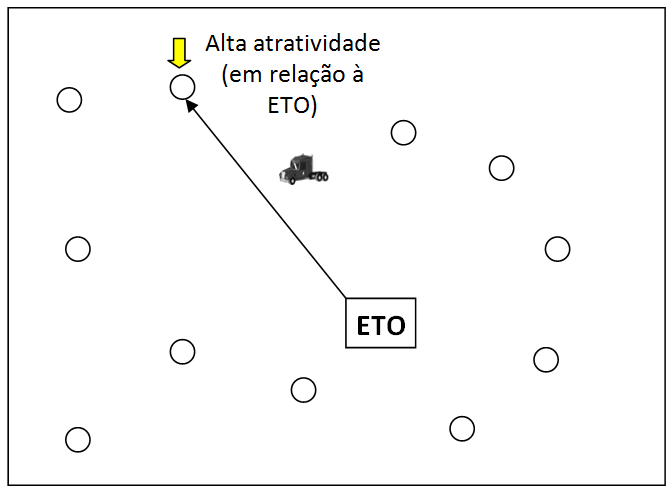 Alta atratividade
(em relação à
ETO)
ETO